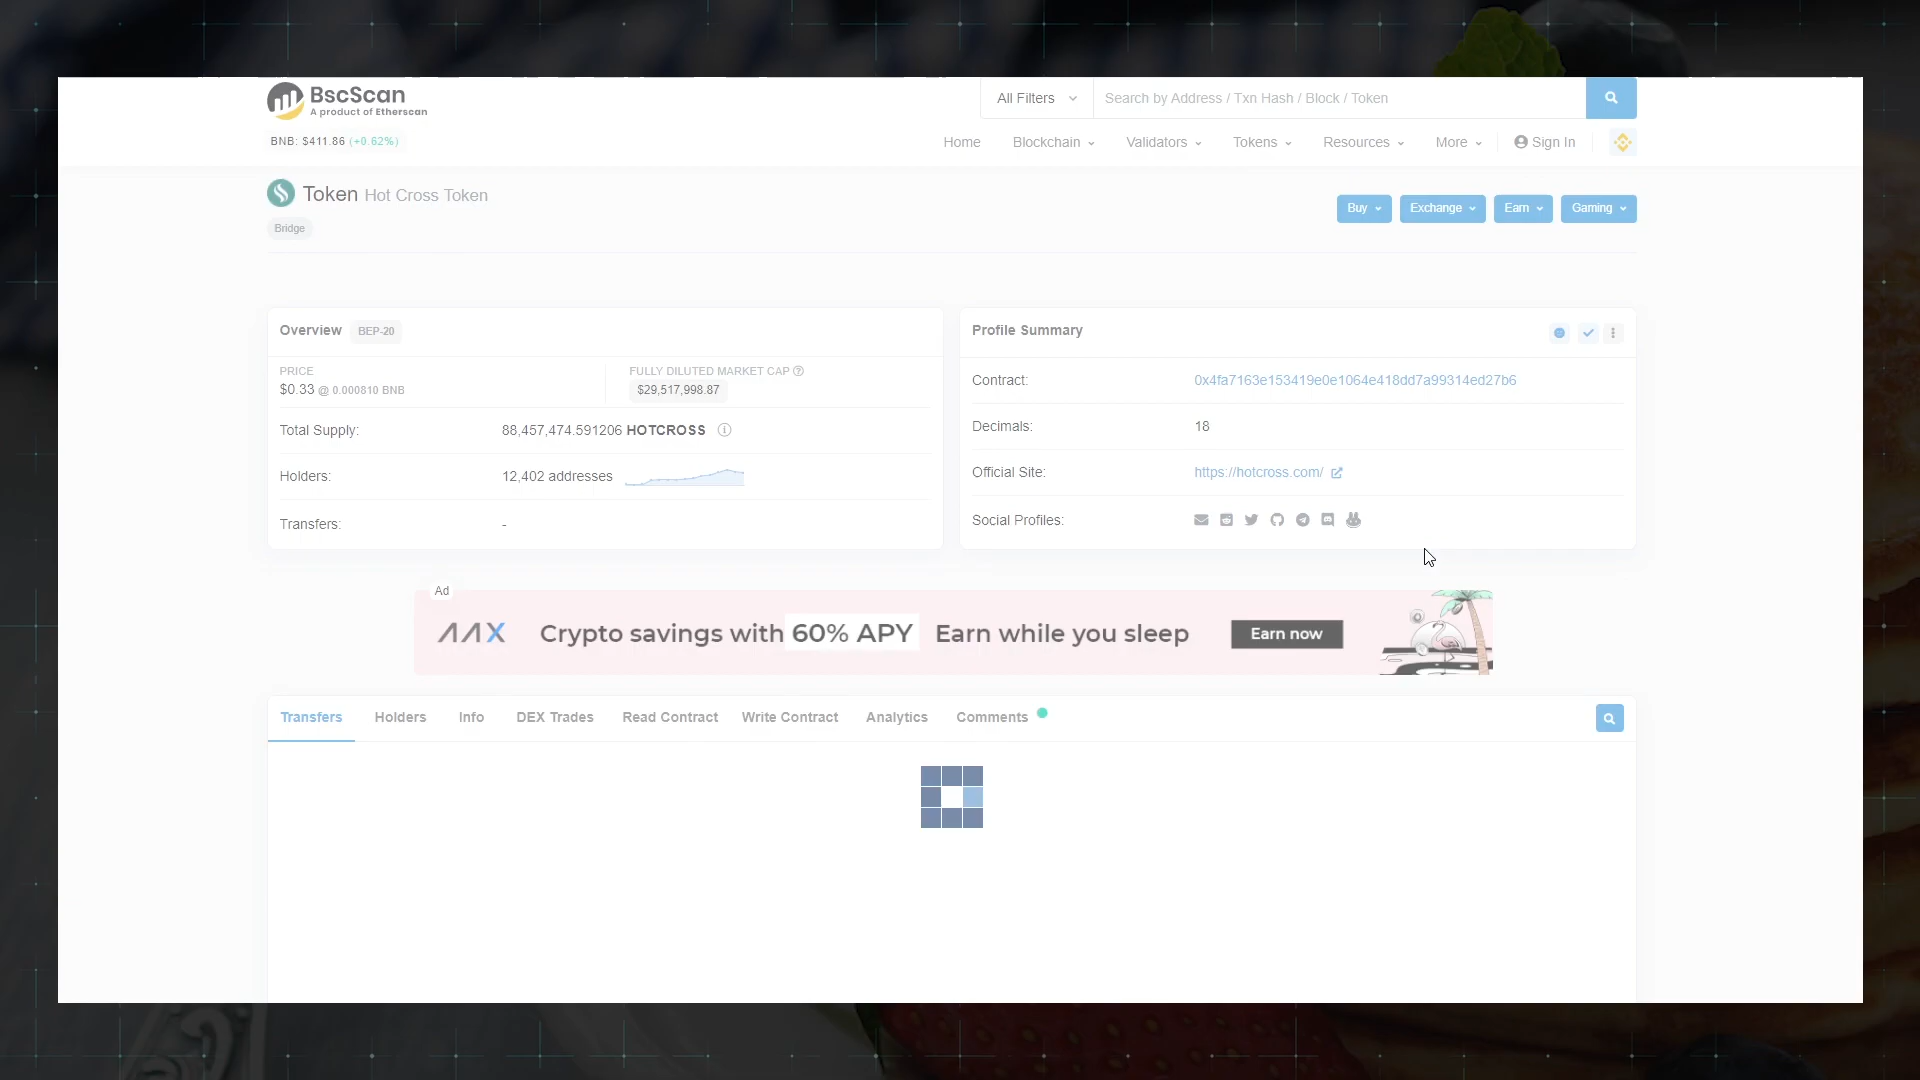 BscScan
A product of Etherscan
All Filters
Search by Address / Txn Hash / Block / Token
BNB: $411.86 (+0.62%)
Home Blockchain Validators Tokens Resources More Sign In
Token Hot Cross Token
Bridge
Buy Exchange Earn Gaming
Overview BEP-20
PRICE
$0.33 @ 0.000810 BNB
FULLY DILUTED MARKET CAP
$29,517,998.87
Total Supply: 88,457,474.591206 HOTCROSS
Holders: 12,402 addresses
Transfers: -
Profile Summary
Contract: 0x4fa7163e153419e0e1064e418dd7a99314ed27b6
Decimals: 18
Official Site: https://hotcross.com/
Social Profiles:
Ad
AAX Crypto savings with 60% APY Earn while you sleep Earn now
Transfers Holders Info DEX Trades Read Contract Write Contract Analytics Comments